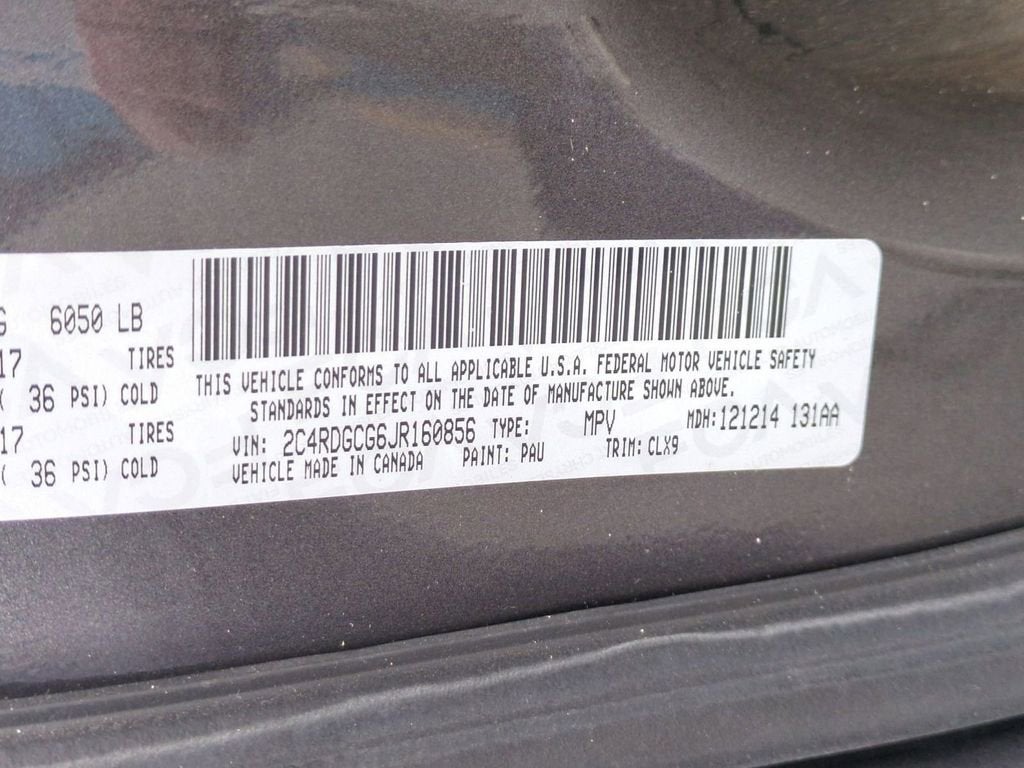 G 6050 LB
17 TIRES
( 36 PSI) COLD
17 TIRES
( 36 PSI) COLD
THIS VEHICLE CONFORMS TO ALL APPLICABLE U.S.A. FEDERAL MOTOR VEHICLE SAFETY
STANDARDS IN EFFECT ON THE DATE OF MANUFACTURE SHOWN ABOVE.
VIN: 2C4RDGCG6JR160856 TYPE: MPV MDH:121214 131AA
VEHICLE MADE IN CANADA PAINT: PAU TRIM: CLX9